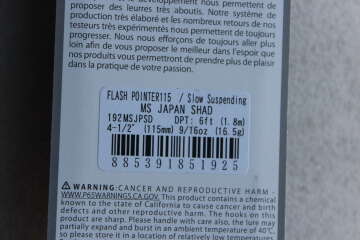 développement nous permettent de
proposer des leurres très aboutis. Notre système de
production très élaboré et les nombreux retours de nos
testeurs très expérimentés nous permettent de toujours
progresser. Nous nous efforçons de toujours aller plus
loin afin de vous proposer le meilleur dans l'espoir que
nos produits vous permettront de prendre plus de plaisir
dans la pratique de votre passion.
FLASH POINTER115 / Slow Suspending
MS JAPAN SHAD
192MSJPSD DPT: 6ft (1.8m)
4-1/2" (115mm) 9/16oz (16.5g)
885391851925
⚠ WARNING:CANCER AND REPRODUCTIVE HARM -
WWW.P65WARNINGS.CA.GOV. This product contains a chemical
known to the state of California to cause cancer and birth
defects and other reproductive harm. The hooks on this
product are sharp. Please handle with care. Also, the lure may
partially expand and burst in an ambient temperature of 40℃,
so please store it in a location of relatively low temperatures